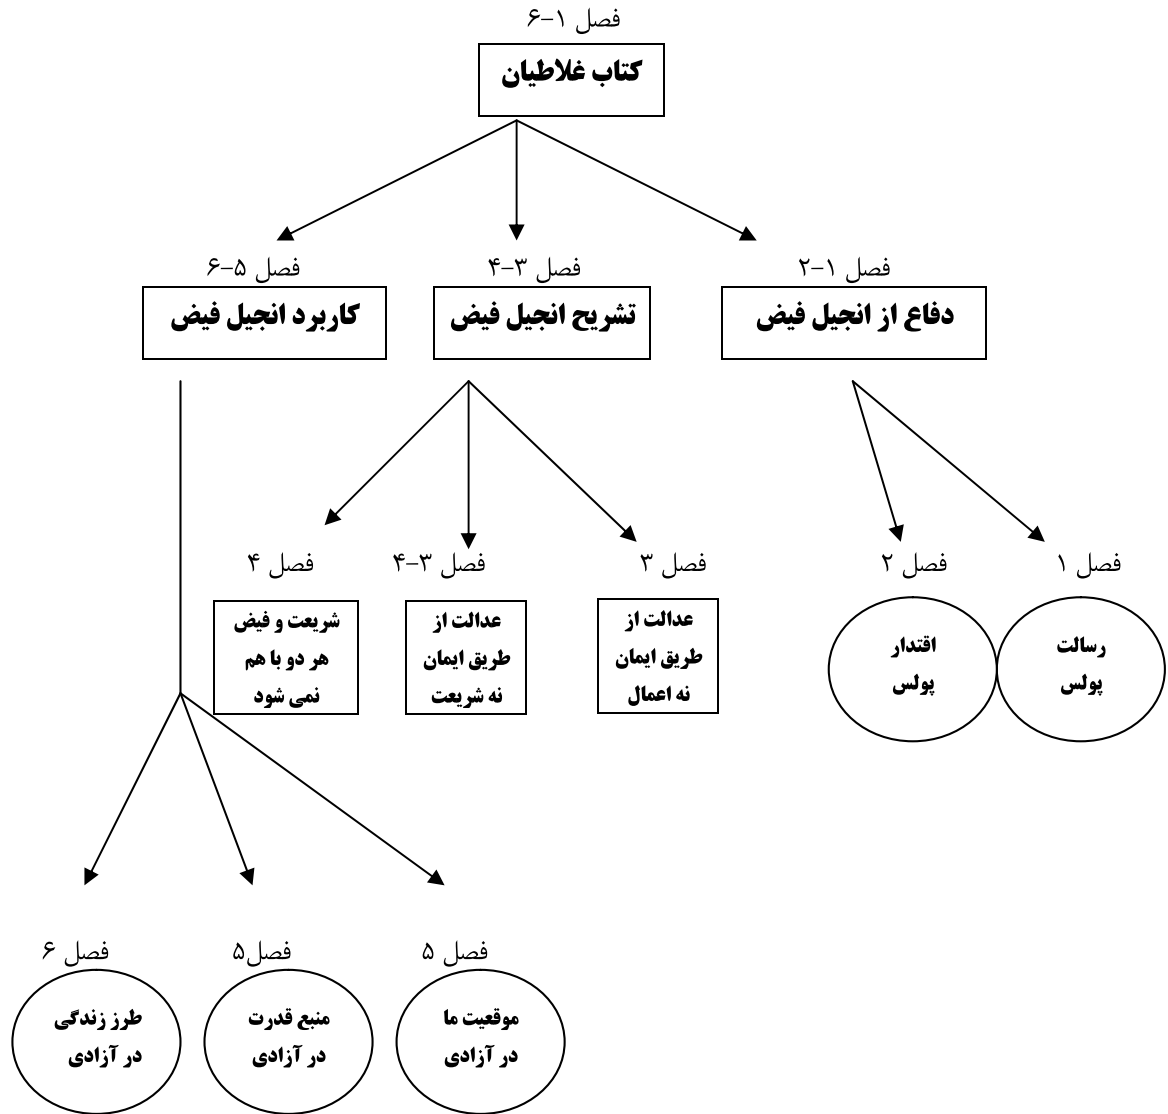 فصل ۱-۶
کتاب غلاطیان
فصل ۱-۲
دفاع از انجیل فیض
فصل ۳-۴
تشریح انجیل فیض
فصل ۵-۶
کاربرد انجیل فیض
فصل ۱
رسالت
پولس
فصل ۲
اقتدار
پولس
فصل ۳
عدالت از
طریق ایمان
نه اعمال
فصل ۳-۴
عدالت از
طریق ایمان
نه شریعت
فصل ۴
شریعت و فیض
هر دو با هم
نمی شود
فصل ۵
موقعیت ما
در آزادی
فصل۵
منبع قدرت
در آزادی
فصل ۶
طرز زندگی
در آزادی